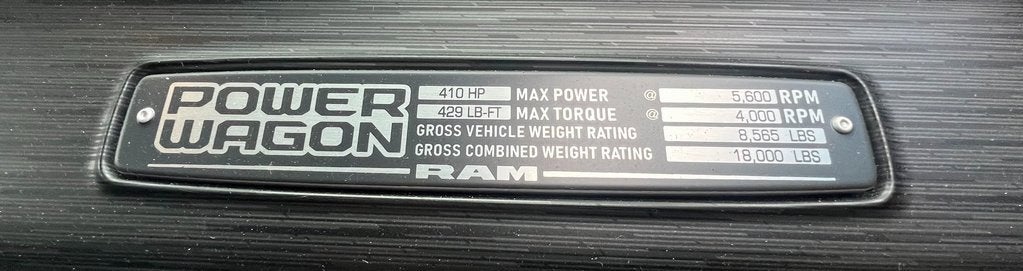 POWER WAGON
410 HP MAX POWER @ 5,600 RPM
429 LB-FT MAX TORQUE @ 4,000 RPM
GROSS VEHICLE WEIGHT RATING 8,565 LBS
GROSS COMBINED WEIGHT RATING 18,000 LBS
RAM